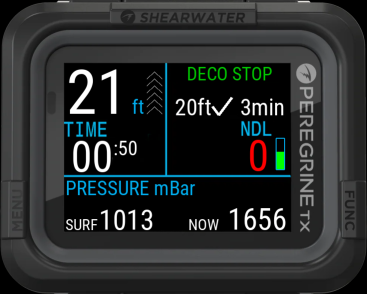 SHEARWATER
21 ft
DECO STOP
20ft✓ 3min
TIME
00:50
NDL
0
PRESSURE mBar
SURF 1013 NOW 1656
PEREGRINE TX
MENU
FUNC